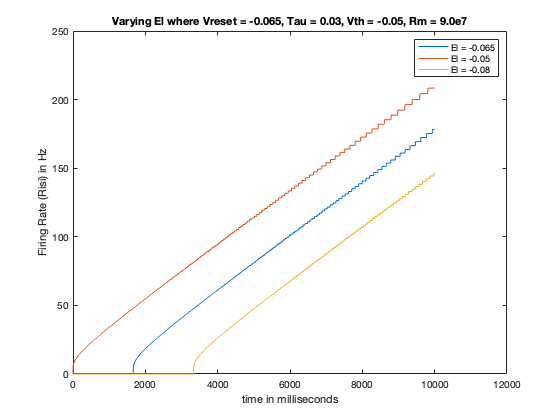 Varying El where Vreset = -0.065, Tau = 0.03, Vth = -0.05, Rm = 9.0e7
250
El = -0.065
El = -0.05
El = -0.08
200
150
Firing Rate (Risi) in Hz
100
50
0
0 2000 4000 6000 8000 10000 12000
time in milliseconds